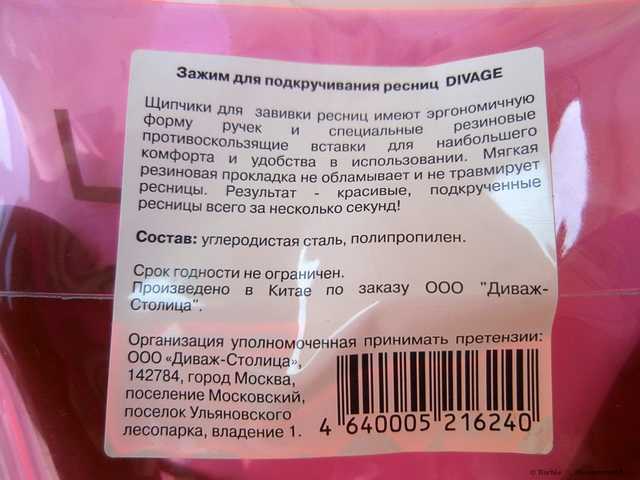 Зажим для подкручивания ресниц DIVAGE
Щипчики для завивки ресниц имеют эргономичную
форму ручек и специальные резиновые
противоскользящие вставки для наибольшего
комфорта и удобства в использовании. Мягкая
резиновая прокладка не обламывает и не травмирует
ресницы. Результат - красивые, подкрученные
ресницы всего за несколько секунд!
Состав: углеродистая сталь, полипропилен.
Срок годности не ограничен.
Произведено в Китае по заказу ООО "Диваж-
Столица".
Организация уполномоченная принимать претензии:
ООО «Диваж-Столица»,
142784, город Москва,
поселение Московский,
поселок Ульяновского
лесопарка, владение 1.
4 640005 216240